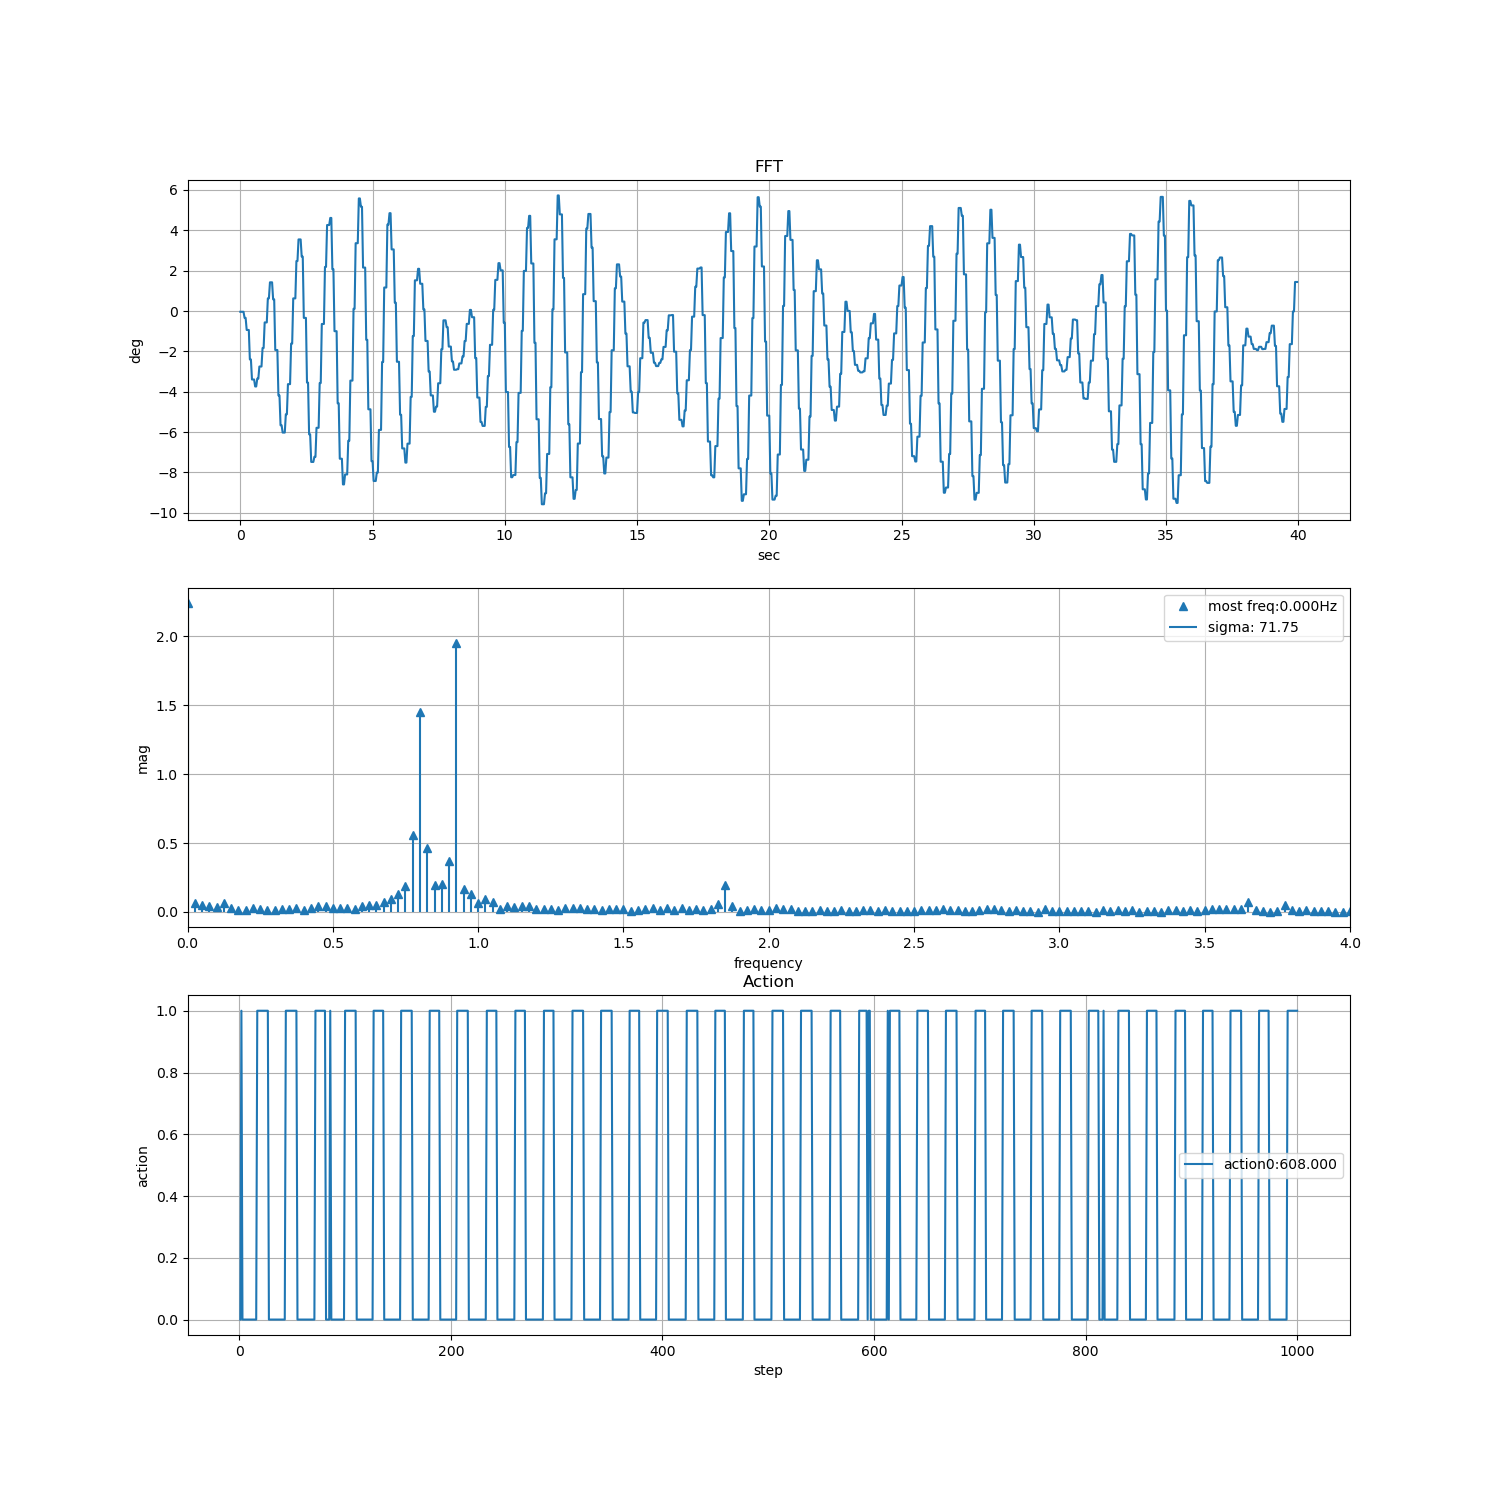 FFT
6
4
2
0
−2
−4
−6
−8
−10
deg
0 5 10 15 20 25 30 35 40
sec
most freq:0.000Hz
sigma: 71.75
2.0
1.5
1.0
0.5
0.0
mag
0.0 0.5 1.0 1.5 2.0 2.5 3.0 3.5 4.0
frequency
Action
1.0
0.8
0.6
0.4
0.2
0.0
action
action0:608.000
0 200 400 600 800 1000
step